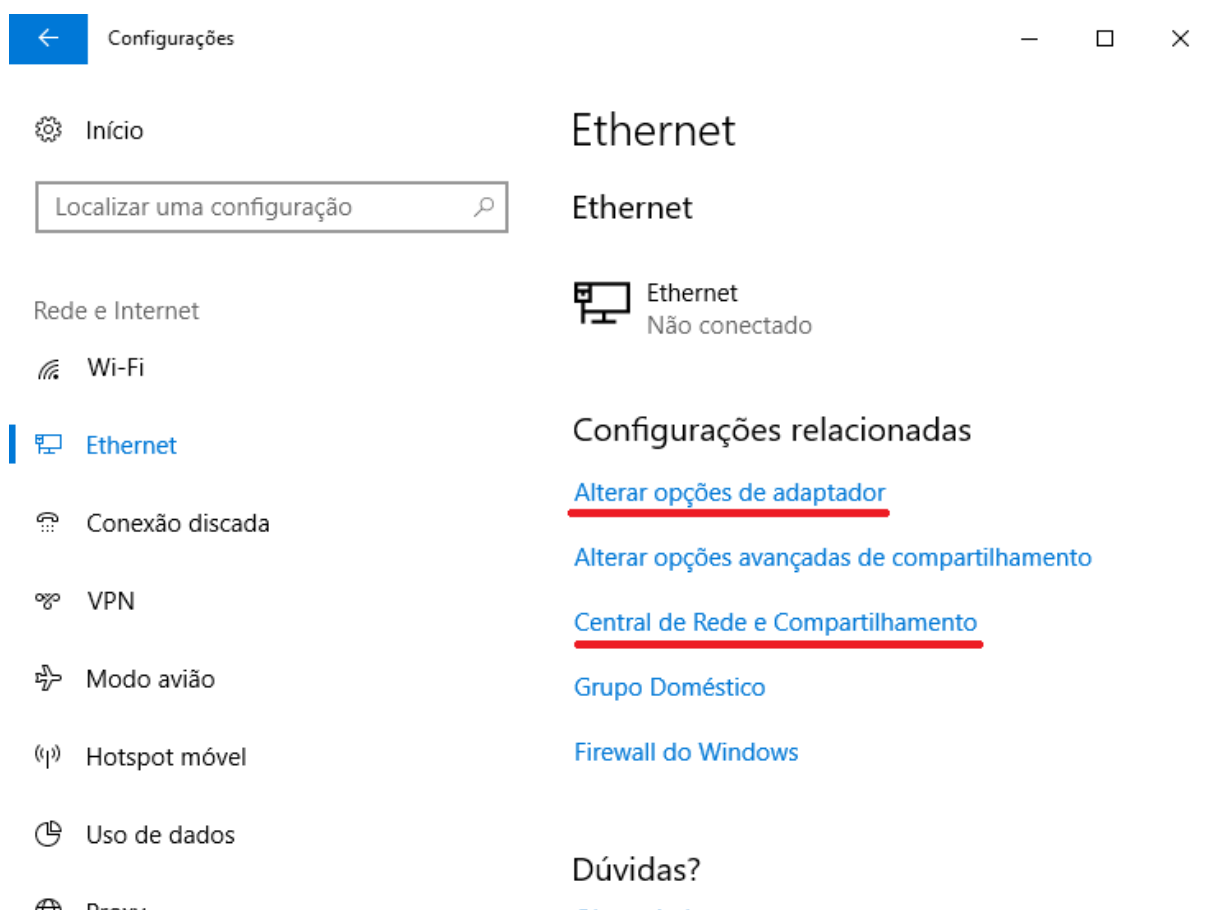 Configurações
Início
Localizar uma configuração
Rede e Internet
Wi-Fi
Ethernet
Conexão discada
VPN
Modo avião
Hotspot móvel
Uso de dados
Ethernet
Ethernet
Ethernet
Não conectado
Configurações relacionadas
Alterar opções de adaptador
Alterar opções avançadas de compartilhamento
Central de Rede e Compartilhamento
Grupo Doméstico
Firewall do Windows
Dúvidas?